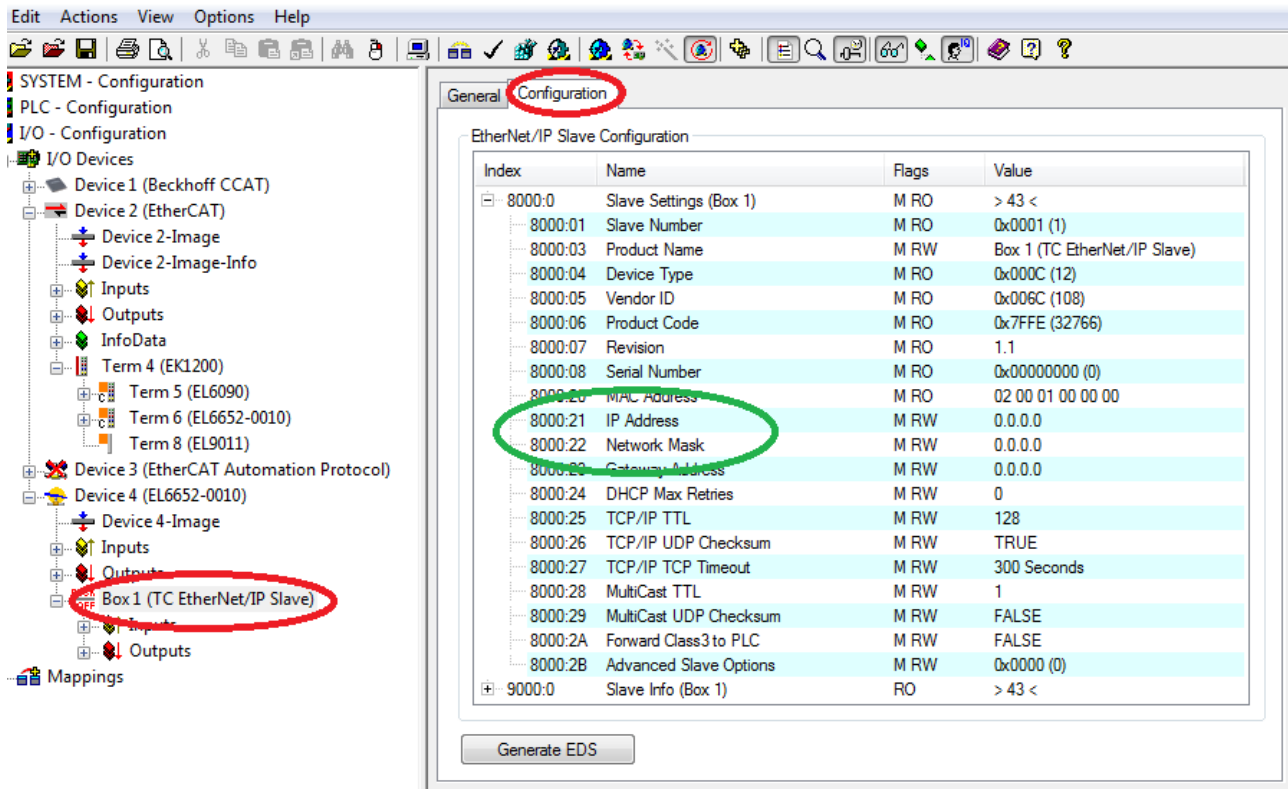 Edit Actions View Options Help
SYSTEM - Configuration
PLC - Configuration
I/O - Configuration
I/O Devices
Device 1 (Beckhoff CCAT)
Device 2 (EtherCAT)
Device 2-Image
Device 2-Image-Info
Inputs
Outputs
InfoData
Term 4 (EK1200)
Term 5 (EL6090)
Term 6 (EL6652-0010)
Term 8 (EL9011)
Device 3 (EtherCAT Automation Protocol)
Device 4 (EL6652-0010)
Device 4-Image
Inputs
Outputs
Box 1 (TC EtherNet/IP Slave)
Inputs
Outputs
Mappings
General Configuration
EtherNet/IP Slave Configuration
Index Name Flags Value
8000:0 Slave Settings (Box 1) M RO > 43 <
8000:01 Slave Number M RO 0x0001 (1)
8000:03 Product Name M RW Box 1 (TC EtherNet/IP Slave)
8000:04 Device Type M RO 0x000C (12)
8000:05 Vendor ID M RO 0x006C (108)
8000:06 Product Code M RO 0x7FFE (32766)
8000:07 Revision M RO 1.1
8000:08 Serial Number M RO 0x00000000 (0)
8000:20 MAC Address M RO 02 00 01 00 00 00
8000:21 IP Address M RW 0.0.0.0
8000:22 Network Mask M RW 0.0.0.0
8000:23 Gateway Address M RW 0.0.0.0
8000:24 DHCP Max Retries M RW 0
8000:25 TCP/IP TTL M RW 128
8000:26 TCP/IP UDP Checksum M RW TRUE
8000:27 TCP/IP TCP Timeout M RW 300 Seconds
8000:28 MultiCast TTL M RW 1
8000:29 MultiCast UDP Checksum M RW FALSE
8000:2A Forward Class3 to PLC M RW FALSE
8000:2B Advanced Slave Options M RW 0x0000 (0)
9000:0 Slave Info (Box 1) RO > 43 <
Generate EDS